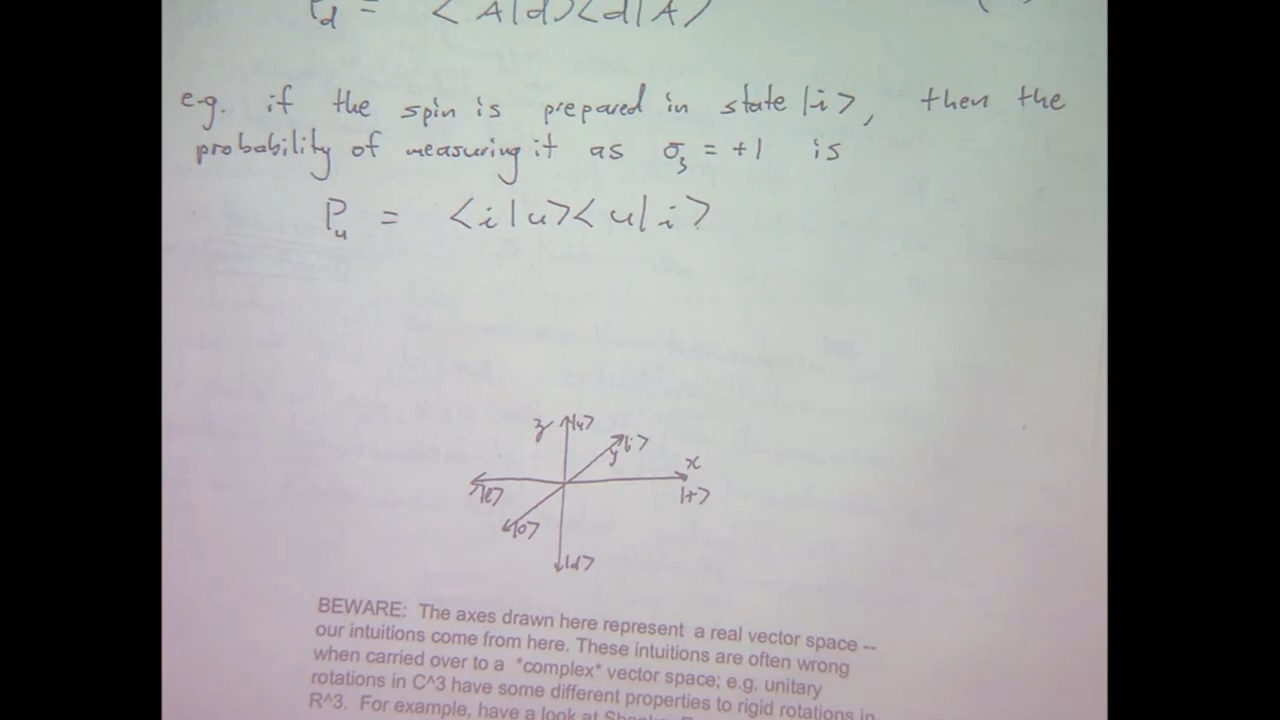 P_d = <A|d><d|A>
e.g. if the spin is prepared in state |i>, then the
probability of measuring it as σ_z = +1 is
P_u = <i|u><u|i>
z |u>
|i>
y
x
|l> |r>
|o>
|d>
BEWARE: The axes drawn here represent a real vector space --
our intuitions come from here. These intuitions are often wrong
when carried over to a *complex* vector space; e.g. unitary
rotations in C^3 have some different properties to rigid rotations in
R^3. For example, have a look at